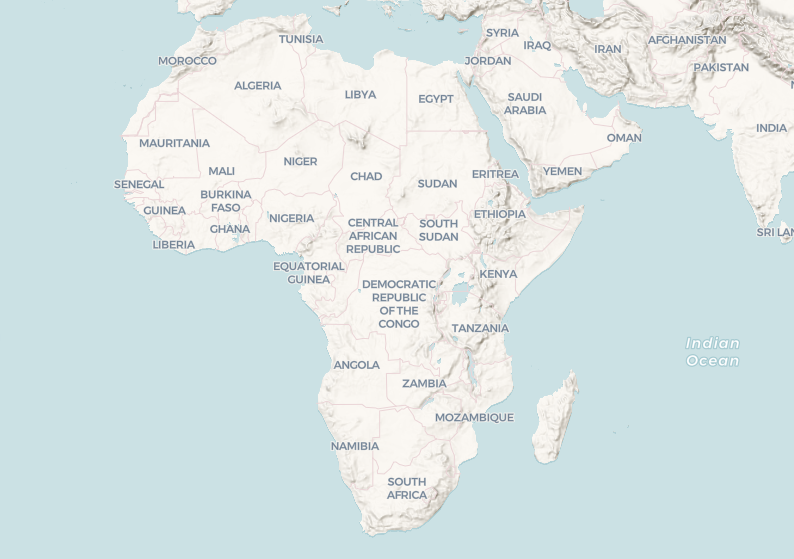 TUNISIA
SYRIA
IRAQ
AFGHANISTAN
IRAN
MOROCCO
JORDAN
PAKISTAN
ALGERIA
LIBYA
EGYPT
SAUDI
ARABIA
INDIA
OMAN
MAURITANIA
NIGER
MALI
CHAD
SUDAN
ERITREA
YEMEN
SENEGAL
BURKINA
FASO
GUINEA
NIGERIA
ETHIOPIA
GHANA
CENTRAL
AFRICAN
REPUBLIC
SOUTH
SUDAN
SRI LAN
LIBERIA
EQUATORIAL
GUINEA
KENYA
DEMOCRATIC
REPUBLIC
OF THE
CONGO
TANZANIA
Indian
Ocean
ANGOLA
ZAMBIA
MOZAMBIQUE
NAMIBIA
SOUTH
AFRICA